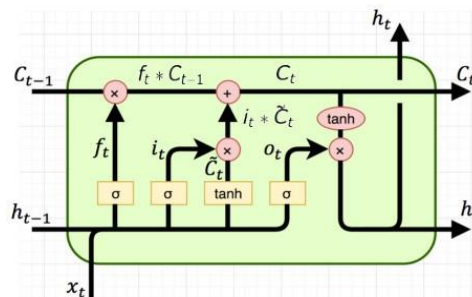 h_t
C_{t-1} f_t * C_{t-1} C_t C_t
× +
i_t * C̃_t tanh
f_t i_t × o_t ×
C̃_t
σ σ tanh σ
h_{t-1} h
x_t